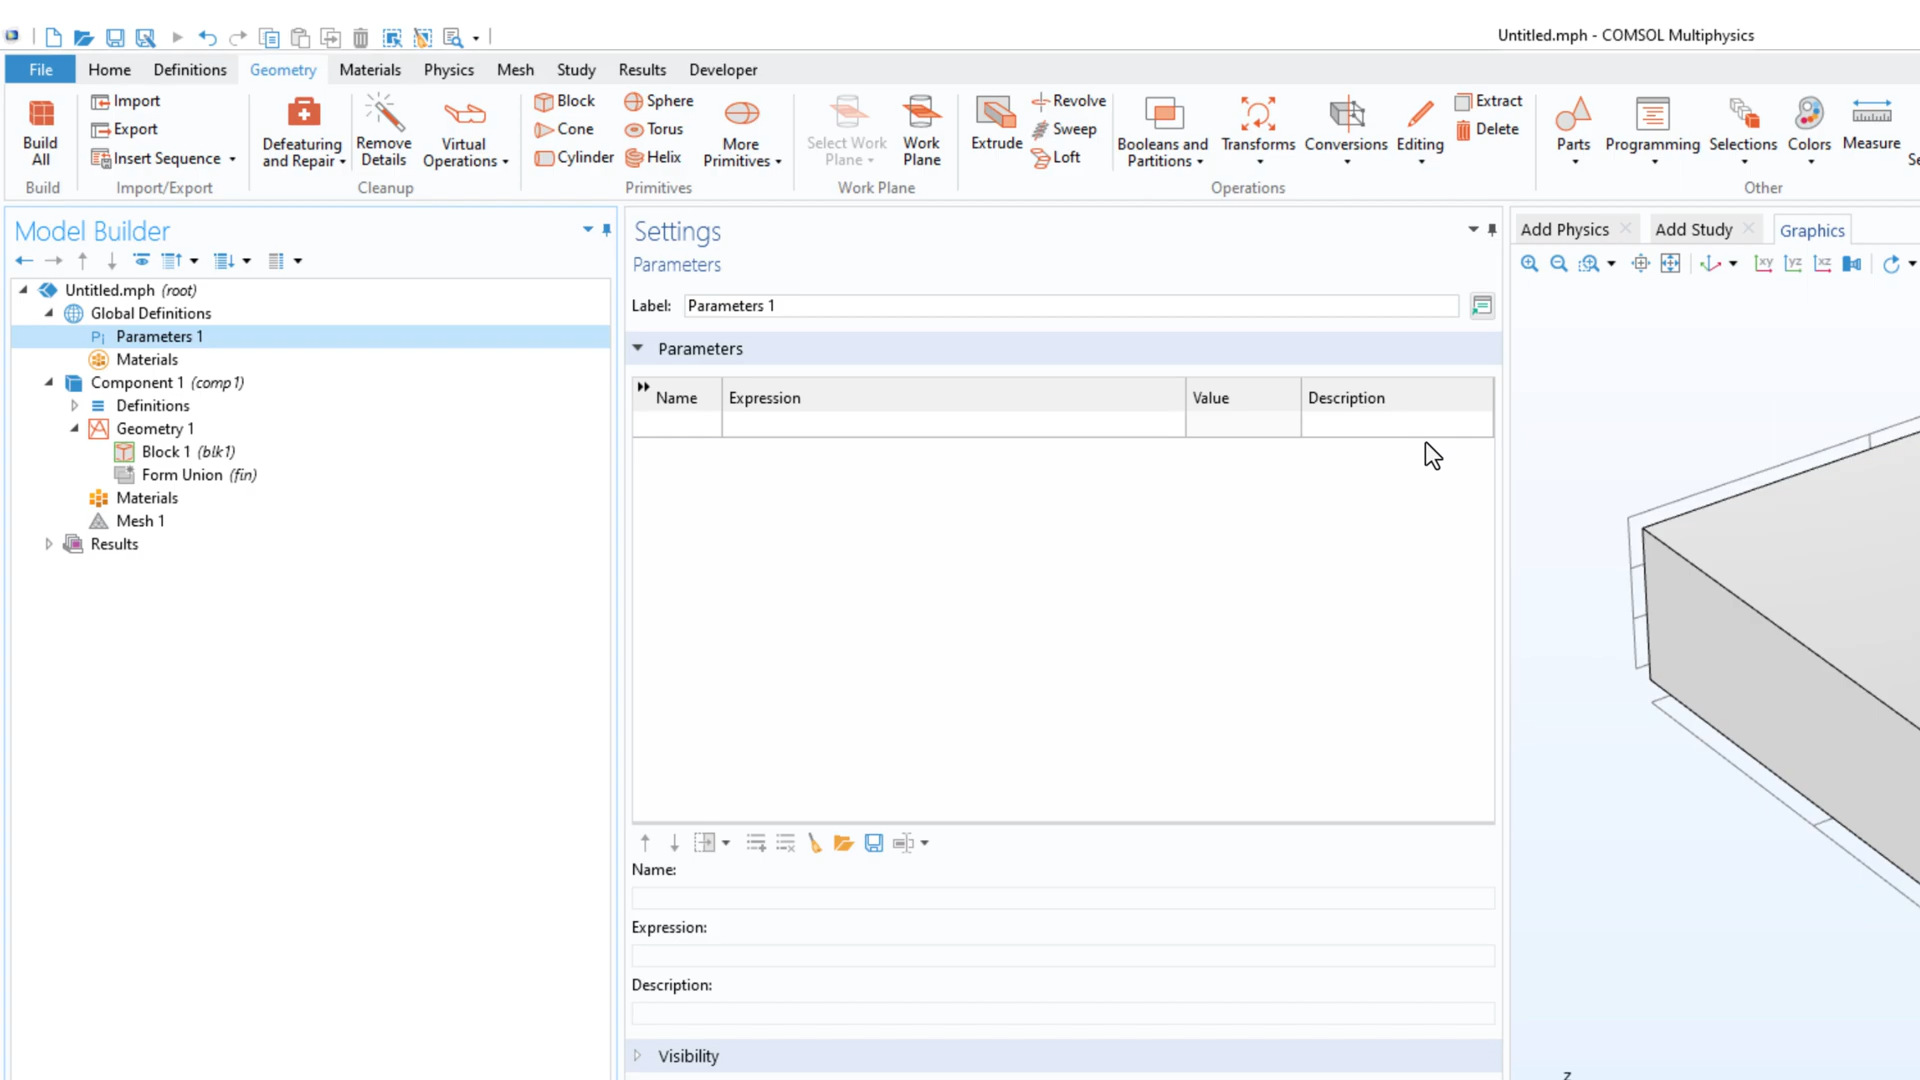 Untitled.mph - COMSOL Multiphysics
File Home Definitions Geometry Materials Physics Mesh Study Results Developer
Build All
Build
Import
Export
Insert Sequence
Import/Export
Defeaturing and Repair
Remove Details
Virtual Operations
Cleanup
Block
Cone
Cylinder
Sphere
Torus
Helix
More Primitives
Primitives
Select Work Plane
Work Plane
Work Plane
Extrude
Revolve
Sweep
Loft
Booleans and Partitions
Transforms
Conversions
Editing
Extract
Delete
Operations
Parts
Programming
Selections
Colors
Measure
Other
Model Builder
Untitled.mph (root)
Global Definitions
Pi Parameters 1
Materials
Component 1 (comp1)
Definitions
Geometry 1
Block 1 (blk1)
Form Union (fin)
Materials
Mesh 1
Results
Settings
Parameters
Label: Parameters 1
Parameters
Name Expression Value Description
Name:
Expression:
Description:
Visibility
Add Physics Add Study Graphics
xy yz xz
z